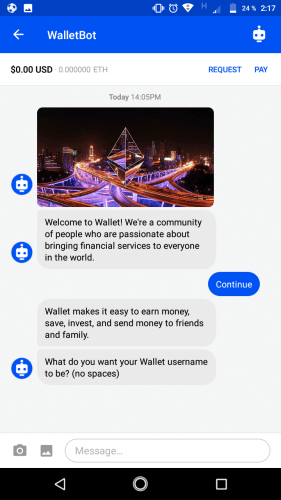 H 24 % 2:17
WalletBot
$0.00 USD · 0.000000 ETH REQUEST PAY
Today 14:05PM
Welcome to Wallet! We're a community
of people who are passionate about
bringing financial services to everyone
in the world.
Continue
Wallet makes it easy to earn money,
save, invest, and send money to friends
and family.
What do you want your Wallet username
to be? (no spaces)
Message...